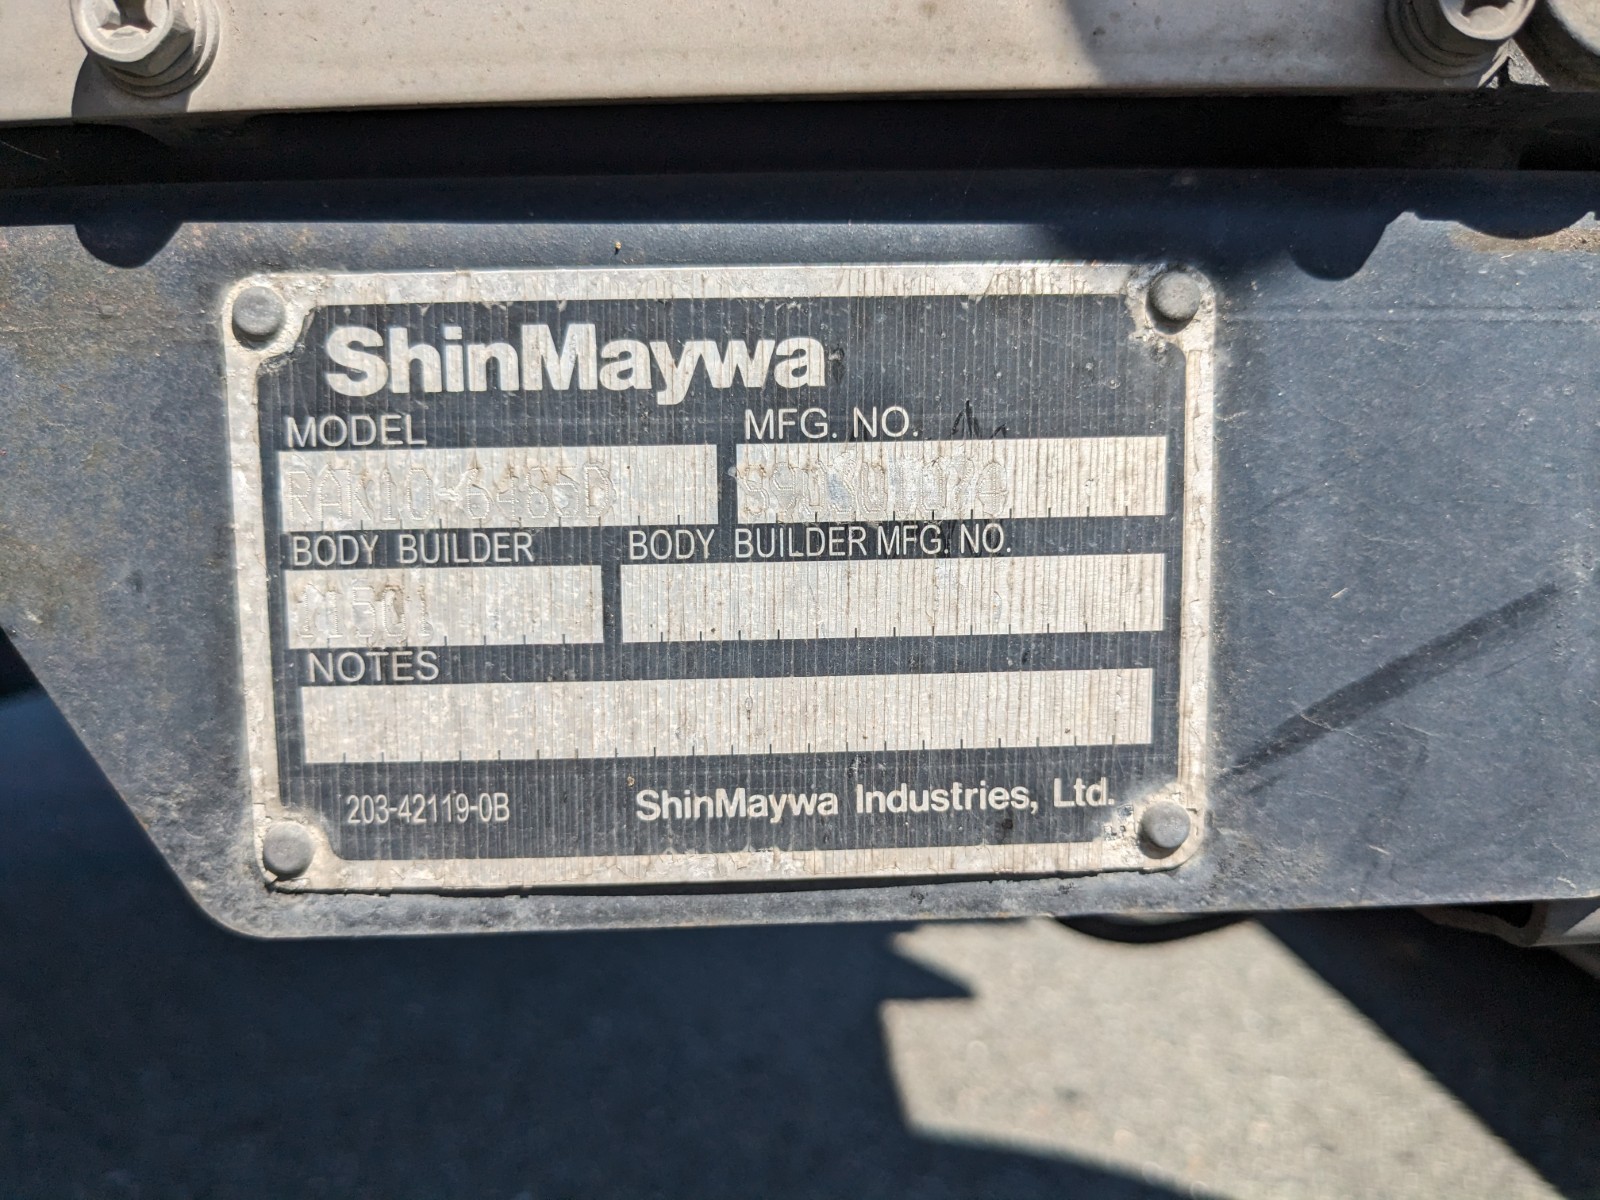 ShinMaywa
MODEL
MFG. NO.
BODY BUILDER
BODY BUILDER MFG. NO.
NOTES
203-42119-0B
ShinMaywa Industries, Ltd.